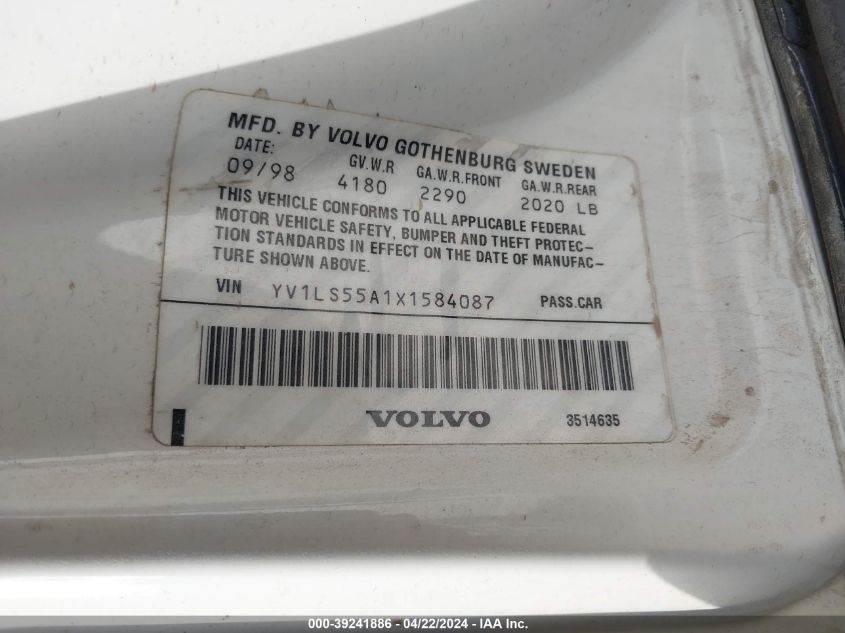 MFD. BY VOLVO GOTHENBURG SWEDEN
DATE: GV.W.R GA.W.R.FRONT GA.W.R.REAR
09/98 4180 2290 2020 LB
THIS VEHICLE CONFORMS TO ALL APPLICABLE FEDERAL
MOTOR VEHICLE SAFETY, BUMPER AND THEFT PROTEC-
TION STANDARDS IN EFFECT ON THE DATE OF MANUFAC-
TURE SHOWN ABOVE.
VIN YV1LS55A1X1584087 PASS.CAR
VOLVO 3514635
000-39241886 - 04/22/2024 - IAA Inc.